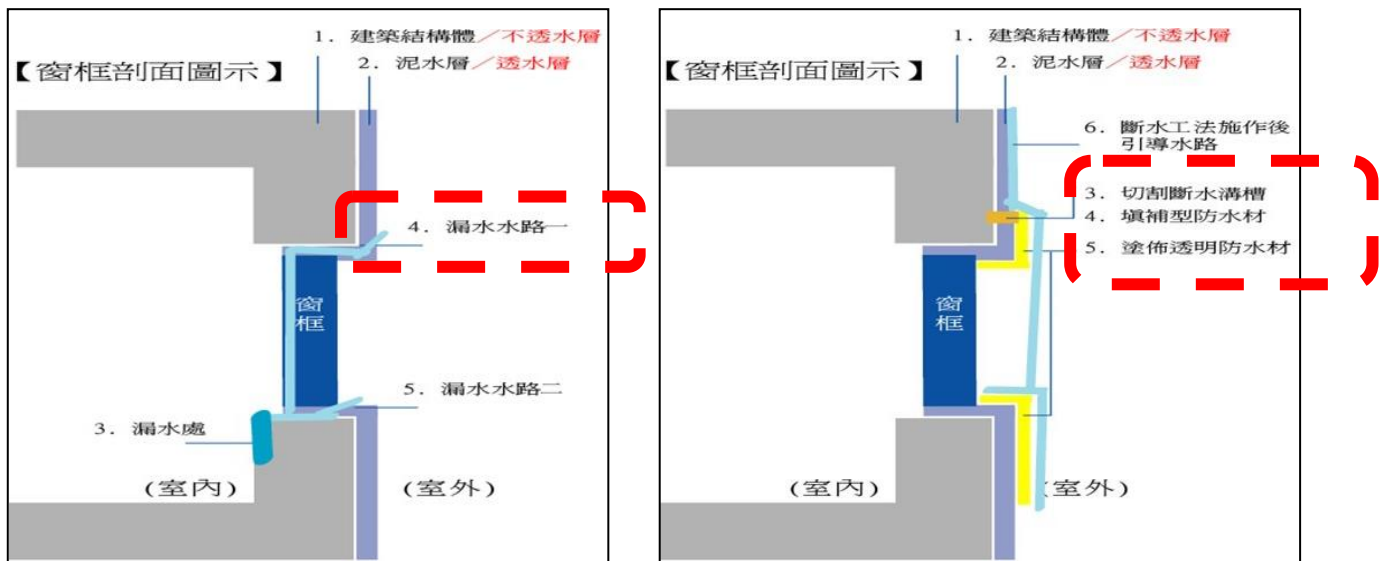 1. 建築結構體／不透水層
【窗框剖面圖示】
2. 泥水層／透水層
4. 漏水水路一
窗
框
5. 漏水水路二
3. 漏水處
(室內)
(室外)
1. 建築結構體／不透水層
【窗框剖面圖示】
2. 泥水層／透水層
6. 斷水工法施作後
引導水路
3. 切割斷水溝槽
4. 填補型防水材
5. 塗佈透明防水材
窗
框
(室內)
(室外)